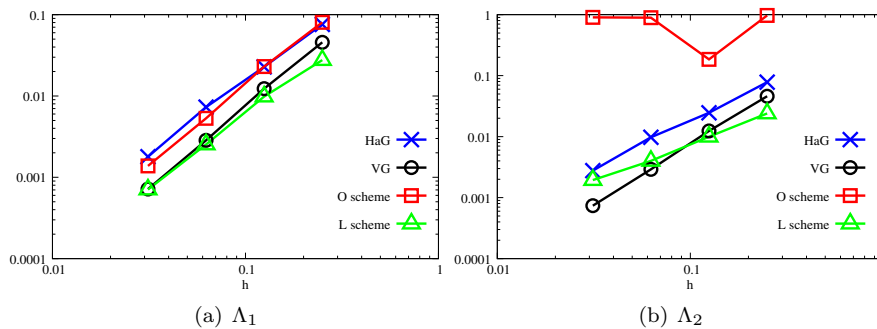 0.1
0.01
0.001
0.0001
0.01
0.1
1
h
HaG
VG
O scheme
L scheme
(a) Λ₁
1
0.1
0.01
0.001
0.0001
0.01
0.1
h
HaG
VG
O scheme
L scheme
(b) Λ₂